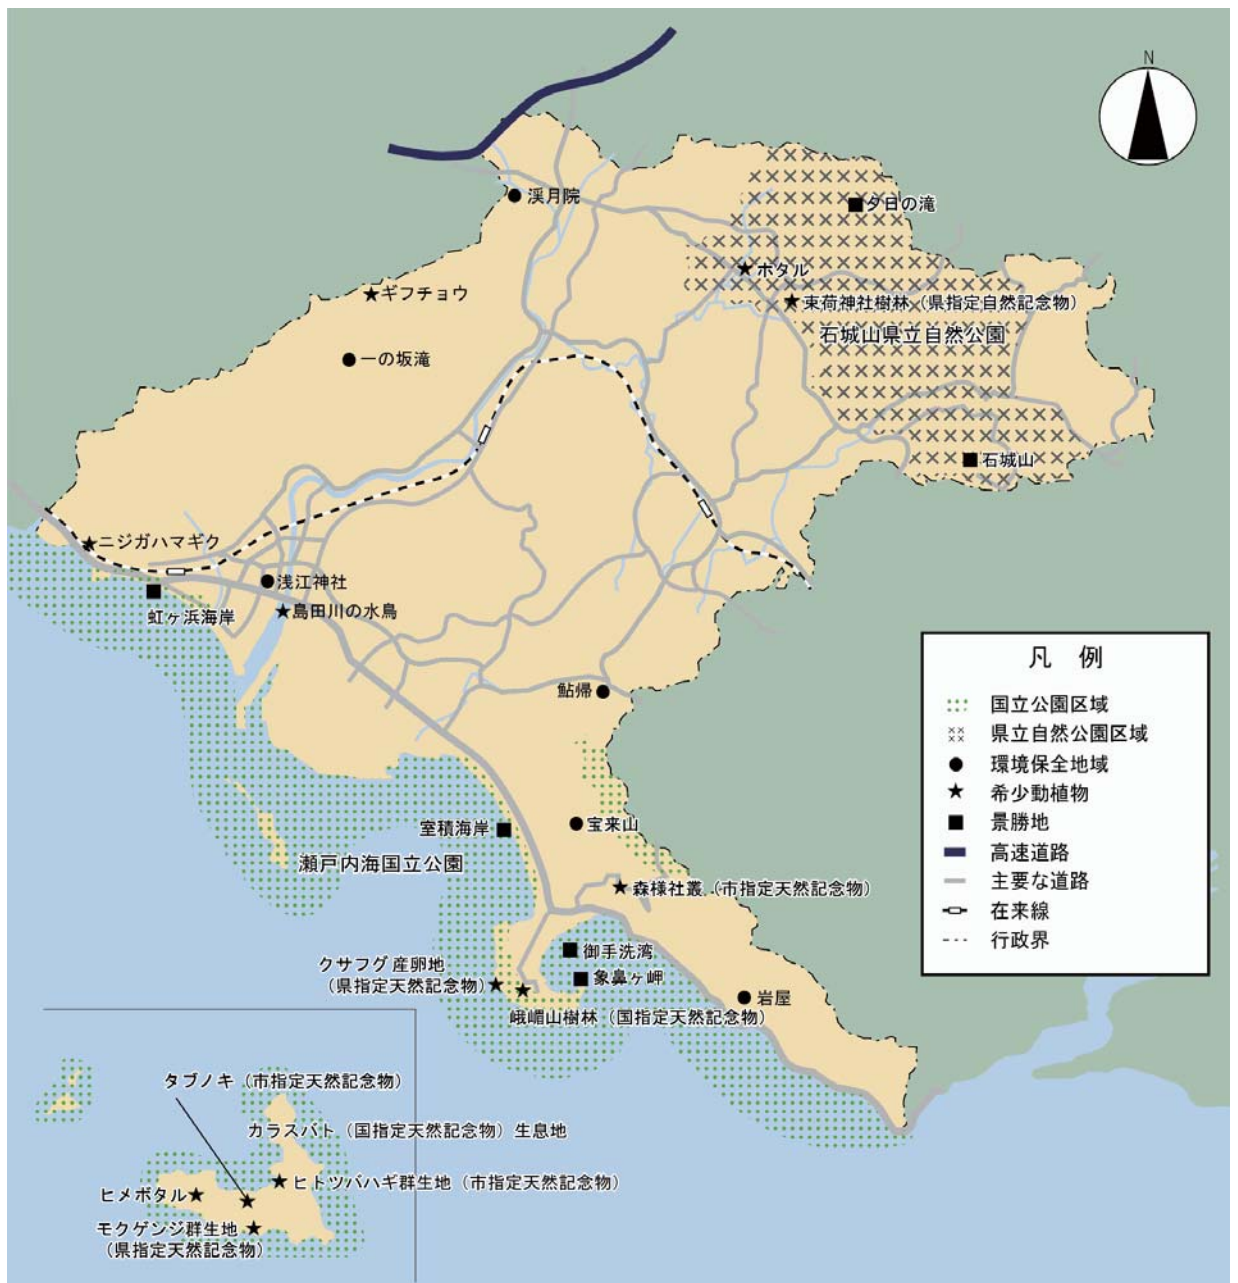 N
渓月院
夕日の滝
ホタル
ギフチョウ
束荷神社樹林（県指定自然記念物）
石城山県立自然公園
一の坂滝
石城山
ニジガハマギク
浅江神社
虹ヶ浜海岸
島田川の水鳥
鮎帰
室積海岸
宝来山
瀬戸内海国立公園
森様社叢（市指定天然記念物）
御手洗湾
クサフグ産卵地
（県指定天然記念物）
象鼻ヶ岬
岩屋
峨嵋山樹林（国指定天然記念物）
凡 例
国立公園区域
県立自然公園区域
環境保全地域
希少動植物
景勝地
高速道路
主要な道路
在来線
行政界
タブノキ（市指定天然記念物）
カラスバト（国指定天然記念物）生息地
ヒトツバハギ群生地（市指定天然記念物）
ヒメボタル
モクゲンジ群生地
（県指定天然記念物）